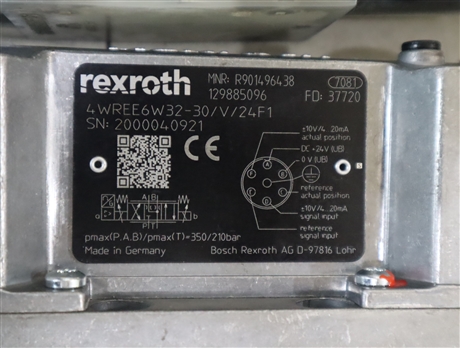 rexroth
MNR: R901496438
7081
129885096
FD: 37720
4WREE6W32-30/V/24F1
SN: 2000040921
CE
±10V/4..20mA
actual position
DC +24V (UB)
0 V (UB)
reference
actual position
±10V/4..20mA
signal input
reference
signal input
A B
a
b
P T
pmax(P,A,B)/pmax(T)=350/210bar
Made in Germany
Bosch Rexroth AG D-97816 Lohr